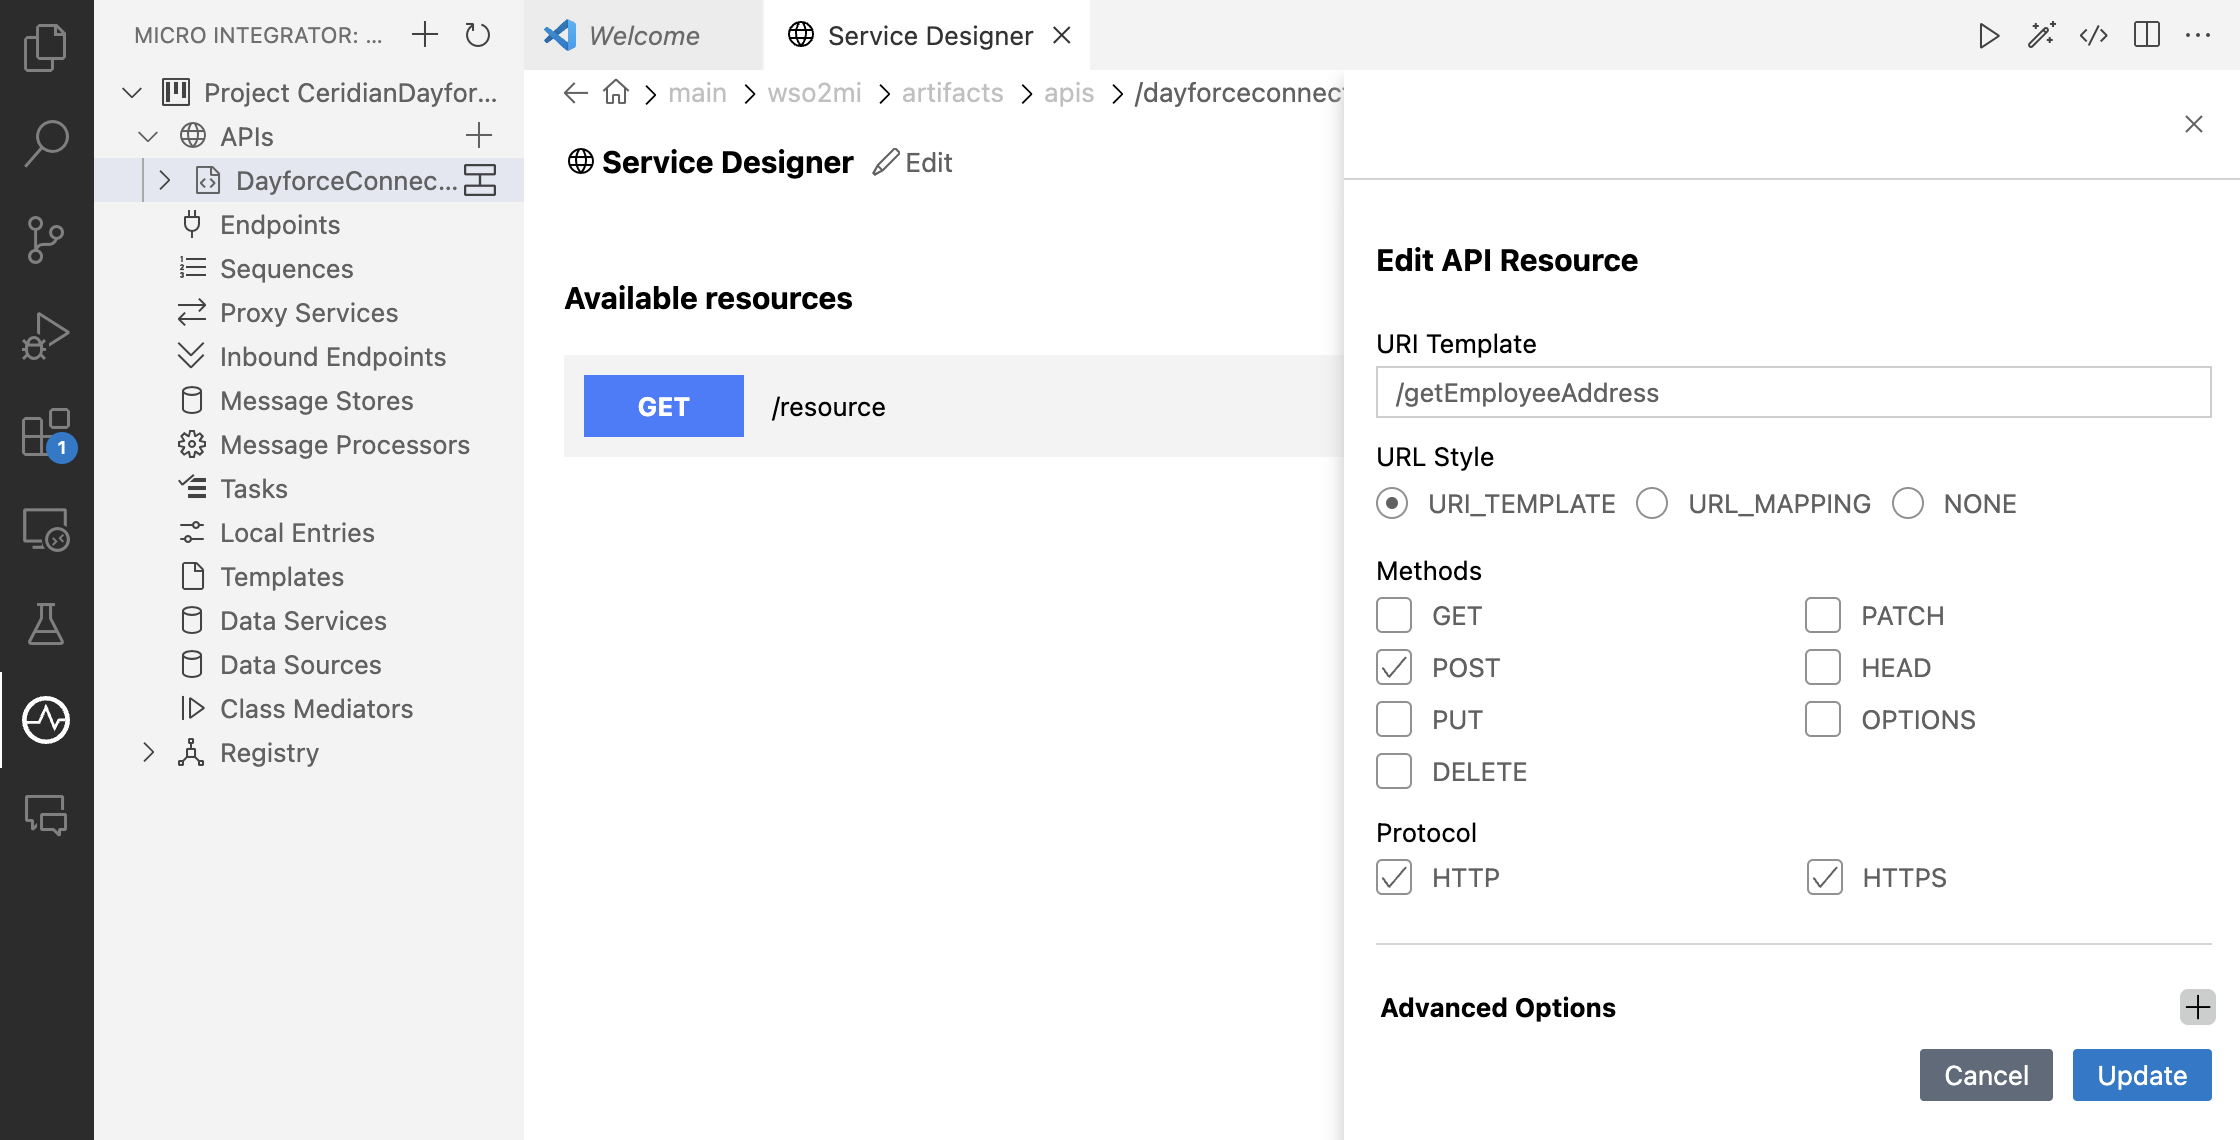 MICRO INTEGRATOR: ...
Project CeridianDayfor...
APIs
DayforceConnec...
Endpoints
Sequences
Proxy Services
Inbound Endpoints
Message Stores
Message Processors
Tasks
Local Entries
Templates
Data Services
Data Sources
Class Mediators
Registry
1
Welcome
Service Designer
main > wso2mi > artifacts > apis > /dayforceconnect
Service Designer Edit
Available resources
GET /resource
Edit API Resource
URI Template
/getEmployeeAddress
URL Style
URI_TEMPLATE URL_MAPPING NONE
Methods
GET PATCH
POST HEAD
PUT OPTIONS
DELETE
Protocol
HTTP HTTPS
Advanced Options
Cancel Update